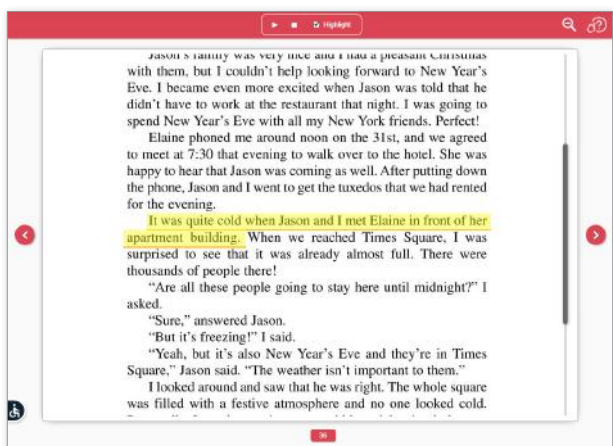 Highlight
Jason's family was very nice and I had a pleasant Christmas
with them, but I couldn't help looking forward to New Year's
Eve. I became even more excited when Jason was told that he
didn't have to work at the restaurant that night. I was going to
spend New Year's Eve with all my New York friends. Perfect!
Elaine phoned me around noon on the 31st, and we agreed
to meet at 7:30 that evening to walk over to the hotel. She was
happy to hear that Jason was coming as well. After putting down
the phone, Jason and I went to get the tuxedos that we had rented
for the evening.
It was quite cold when Jason and I met Elaine in front of her
apartment building. When we reached Times Square, I was
surprised to see that it was already almost full. There were
thousands of people there!
“Are all these people going to stay here until midnight?” I
asked.
“Sure,” answered Jason.
“But it's freezing!” I said.
“Yeah, but it's also New Year's Eve and they're in Times
Square,” Jason said. “The weather isn't important to them.”
I looked around and saw that he was right. The whole square
was filled with a festive atmosphere and no one looked cold.
36